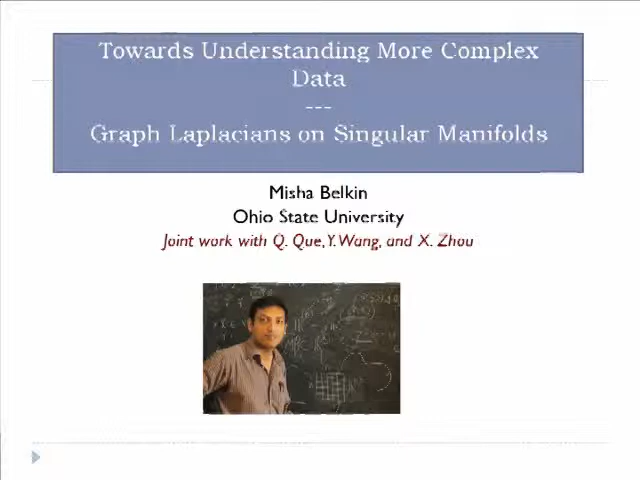 Towards Understanding More Complex
Data
---
Graph Laplacians on Singular Manifolds
Misha Belkin
Ohio State University
Joint work with Q. Que, Y. Wang, and X. Zhou